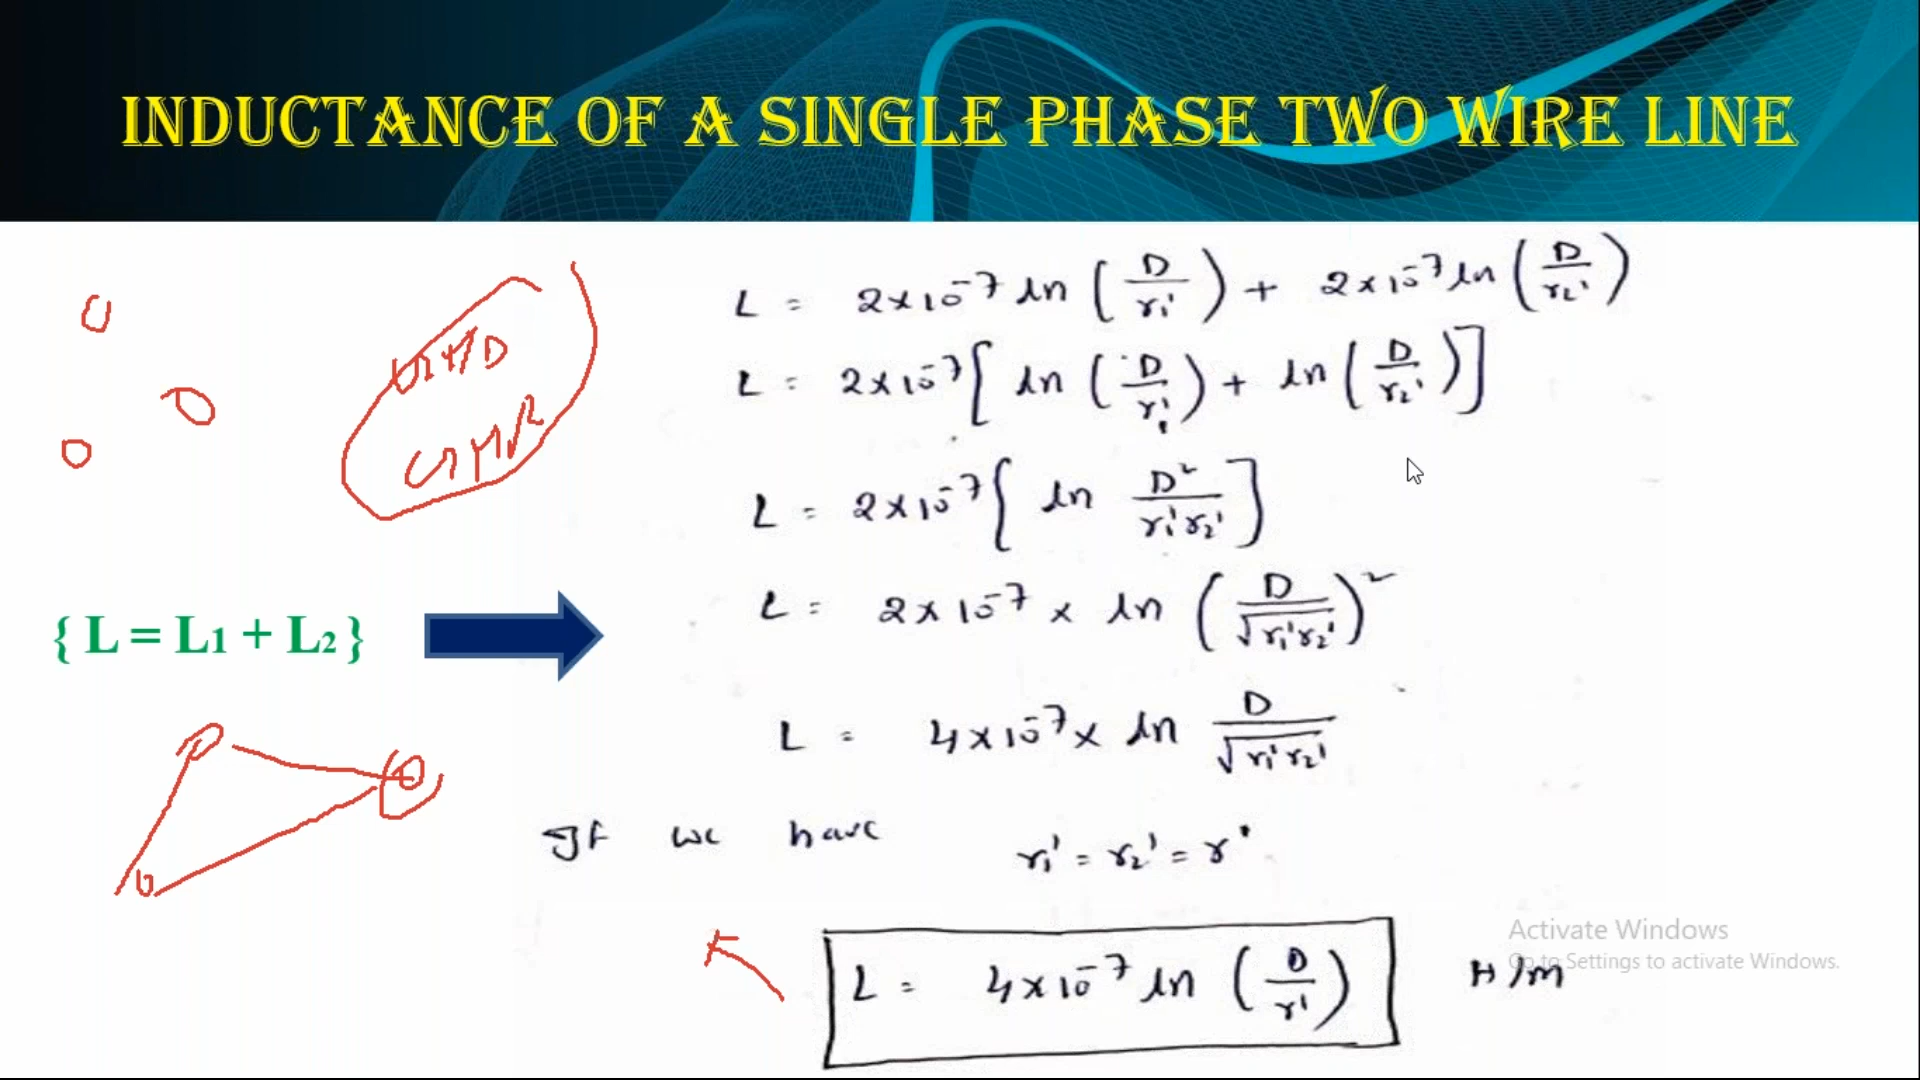 INDUCTANCE OF A SINGLE PHASE TWO WIRE LINE
L = 2×10⁻⁷ ln (D/r₁') + 2×10⁻⁷ ln (D/r₂')
L = 2×10⁻⁷ [ ln (D/r₁') + ln (D/r₂') ]
GMD
GMR
L = 2×10⁻⁷ [ ln D²/r₁'r₂' ]
{ L = L₁ + L₂ }
L = 2×10⁻⁷ × ln (D/√r₁'r₂')²
L = 4×10⁻⁷ × ln D/√r₁'r₂'
If we have r₁' = r₂' = r'
L = 4×10⁻⁷ ln (D/r') H/m
Activate Windows
Go to Settings to activate Windows.